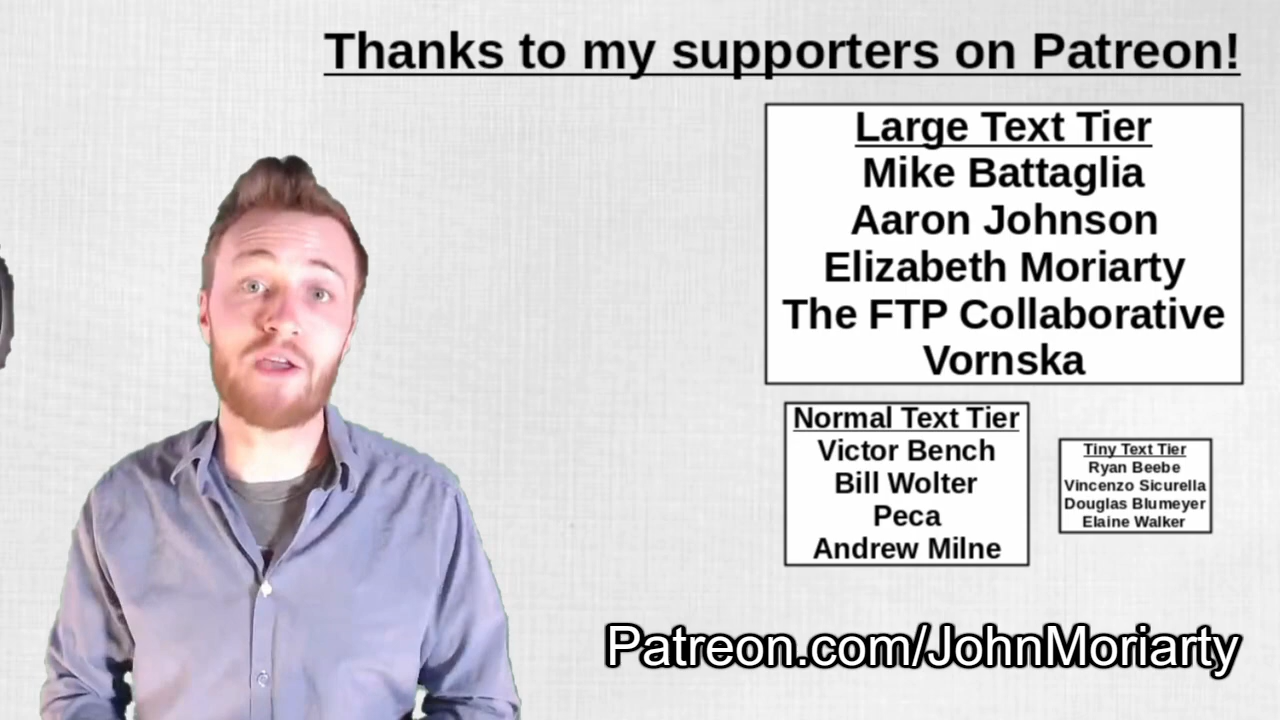 Thanks to my supporters on Patreon!
Large Text Tier
Mike Battaglia
Aaron Johnson
Elizabeth Moriarty
The FTP Collaborative
Vornska
Normal Text Tier
Victor Bench
Bill Wolter
Peca
Andrew Milne
Tiny Text Tier
Ryan Beebe
Vincenzo Sicurella
Douglas Blumeyer
Elaine Walker
Patreon.com/JohnMoriarty